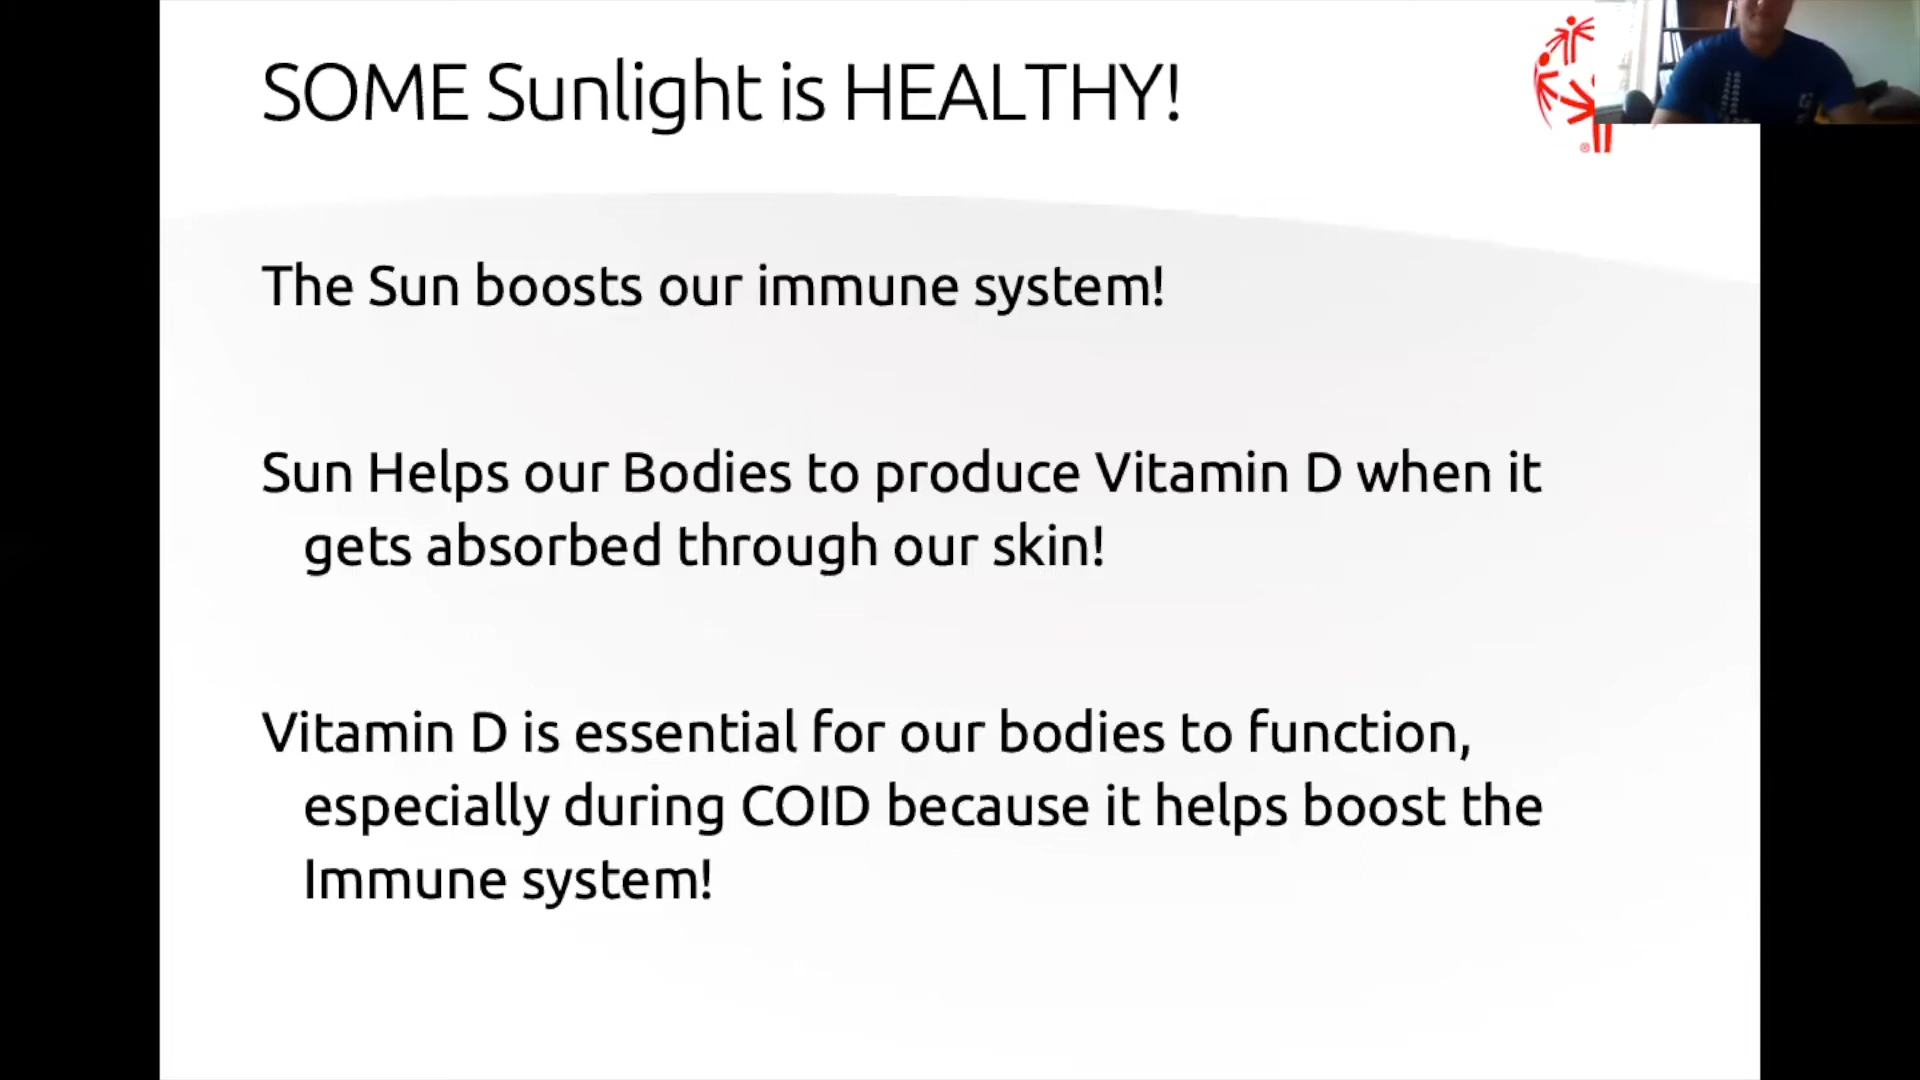 SOME Sunlight is HEALTHY!
The Sun boosts our immune system!
Sun Helps our Bodies to produce Vitamin D when it
gets absorbed through our skin!
Vitamin D is essential for our bodies to function,
especially during COID because it helps boost the
Immune system!
®